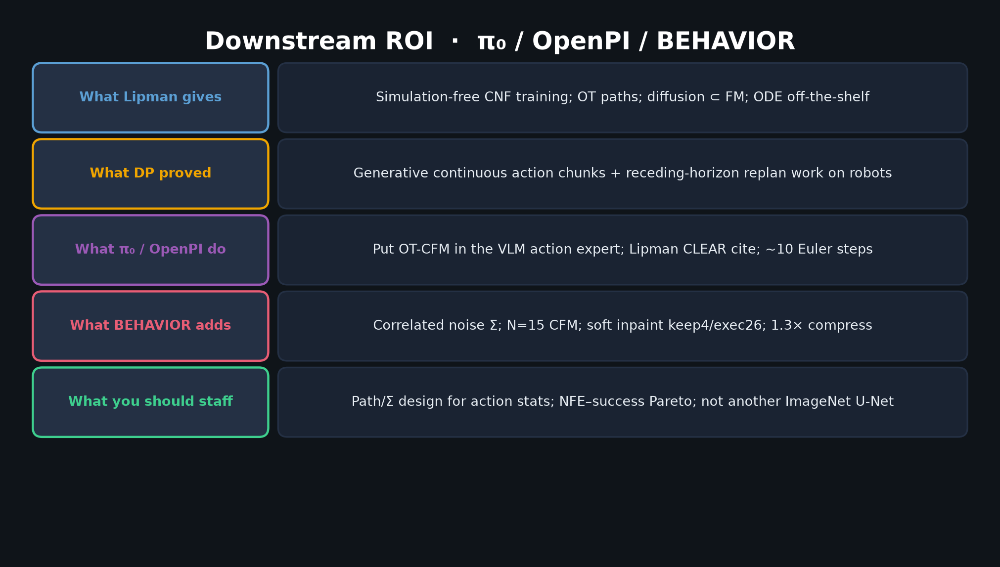 Downstream ROI · π₀ / OpenPI / BEHAVIOR
What Lipman gives
Simulation-free CNF training; OT paths; diffusion ⊂ FM; ODE off-the-shelf
What DP proved
Generative continuous action chunks + receding-horizon replan work on robots
What π₀ / OpenPI do
Put OT-CFM in the VLM action expert; Lipman CLEAR cite; ~10 Euler steps
What BEHAVIOR adds
Correlated noise Σ; N=15 CFM; soft inpaint keep4/exec26; 1.3× compress
What you should staff
Path/Σ design for action stats; NFE–success Pareto; not another ImageNet U-Net